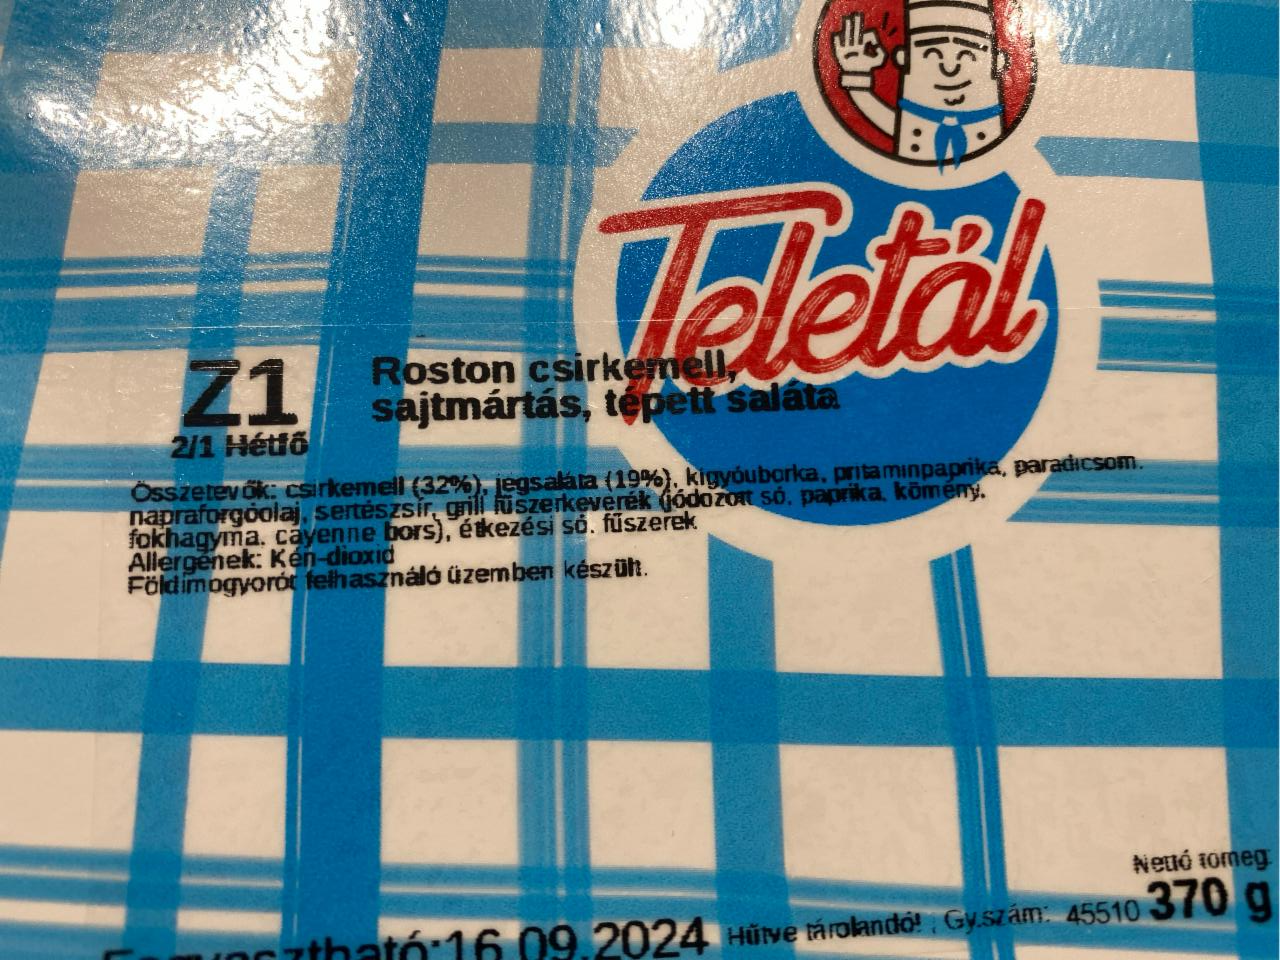 Teletál
Z1
2/1 Hétfő
Roston csirkemell,
sajtmártás, tépett saláta
Összetevők: csirkemell (32%), jégsaláta (19%), kígyóuborka, pritaminpaprika, paradicsom,
napraforgóolaj, sertészsír, grill fűszerkeverék (jódozott só, paprika, kömény,
fokhagyma, cayenne bors), étkezési só, fűszerek
Allergének: Kén-dioxid
Földimogyorót felhasználó üzemben készült.
Nettó tömeg:
370 g
Fogyasztható:16.09.2024 Hűtve tárolandó! Gy.szám: 45510